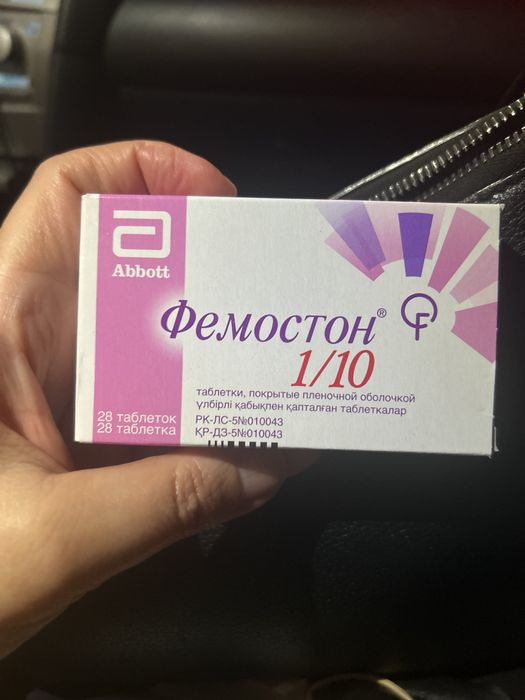 Abbott
Фемостон®
1/10
таблетки, покрытые пленочной оболочкой
үлбірлі қабықпен қапталған таблеткалар
28 таблеток
28 таблетка
РК-ЛС-5№010043
ҚР-ДЗ-5№010043